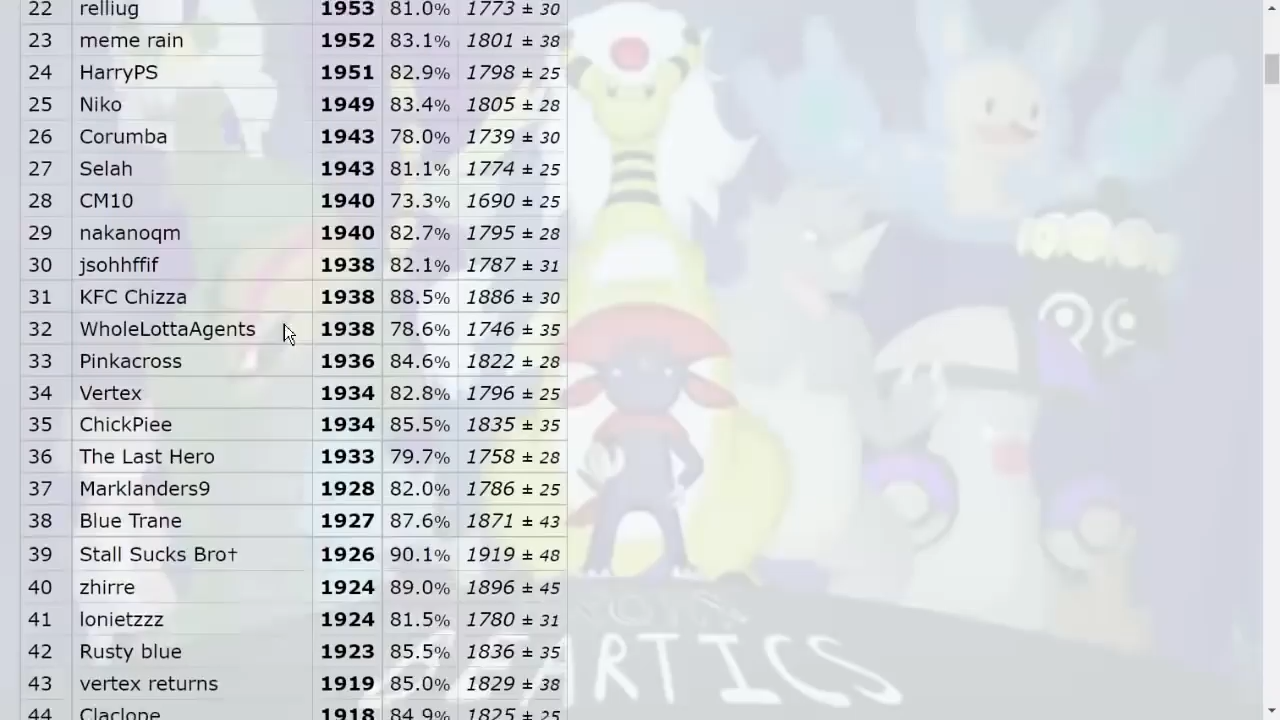 22 relliug 1953 81.0% 1773 ± 30
23 meme rain 1952 83.1% 1801 ± 38
24 HarryPS 1951 82.9% 1798 ± 25
25 Niko 1949 83.4% 1805 ± 28
26 Corumba 1943 78.0% 1739 ± 30
27 Selah 1943 81.1% 1774 ± 25
28 CM10 1940 73.3% 1690 ± 25
29 nakanoqm 1940 82.7% 1795 ± 28
30 jsohhffif 1938 82.1% 1787 ± 31
31 KFC Chizza 1938 88.5% 1886 ± 30
32 WholeLottaAgents 1938 78.6% 1746 ± 35
33 Pinkacross 1936 84.6% 1822 ± 28
34 Vertex 1934 82.8% 1796 ± 25
35 ChickPiee 1934 85.5% 1835 ± 35
36 The Last Hero 1933 79.7% 1758 ± 28
37 Marklanders9 1928 82.0% 1786 ± 25
38 Blue Trane 1927 87.6% 1871 ± 43
39 Stall Sucks Bro† 1926 90.1% 1919 ± 48
40 zhirre 1924 89.0% 1896 ± 45
41 lonietzzz 1924 81.5% 1780 ± 31
42 Rusty blue 1923 85.5% 1836 ± 35
43 vertex returns 1919 85.0% 1829 ± 38
44 Claclope 1918 84.9% 1825 ± 25